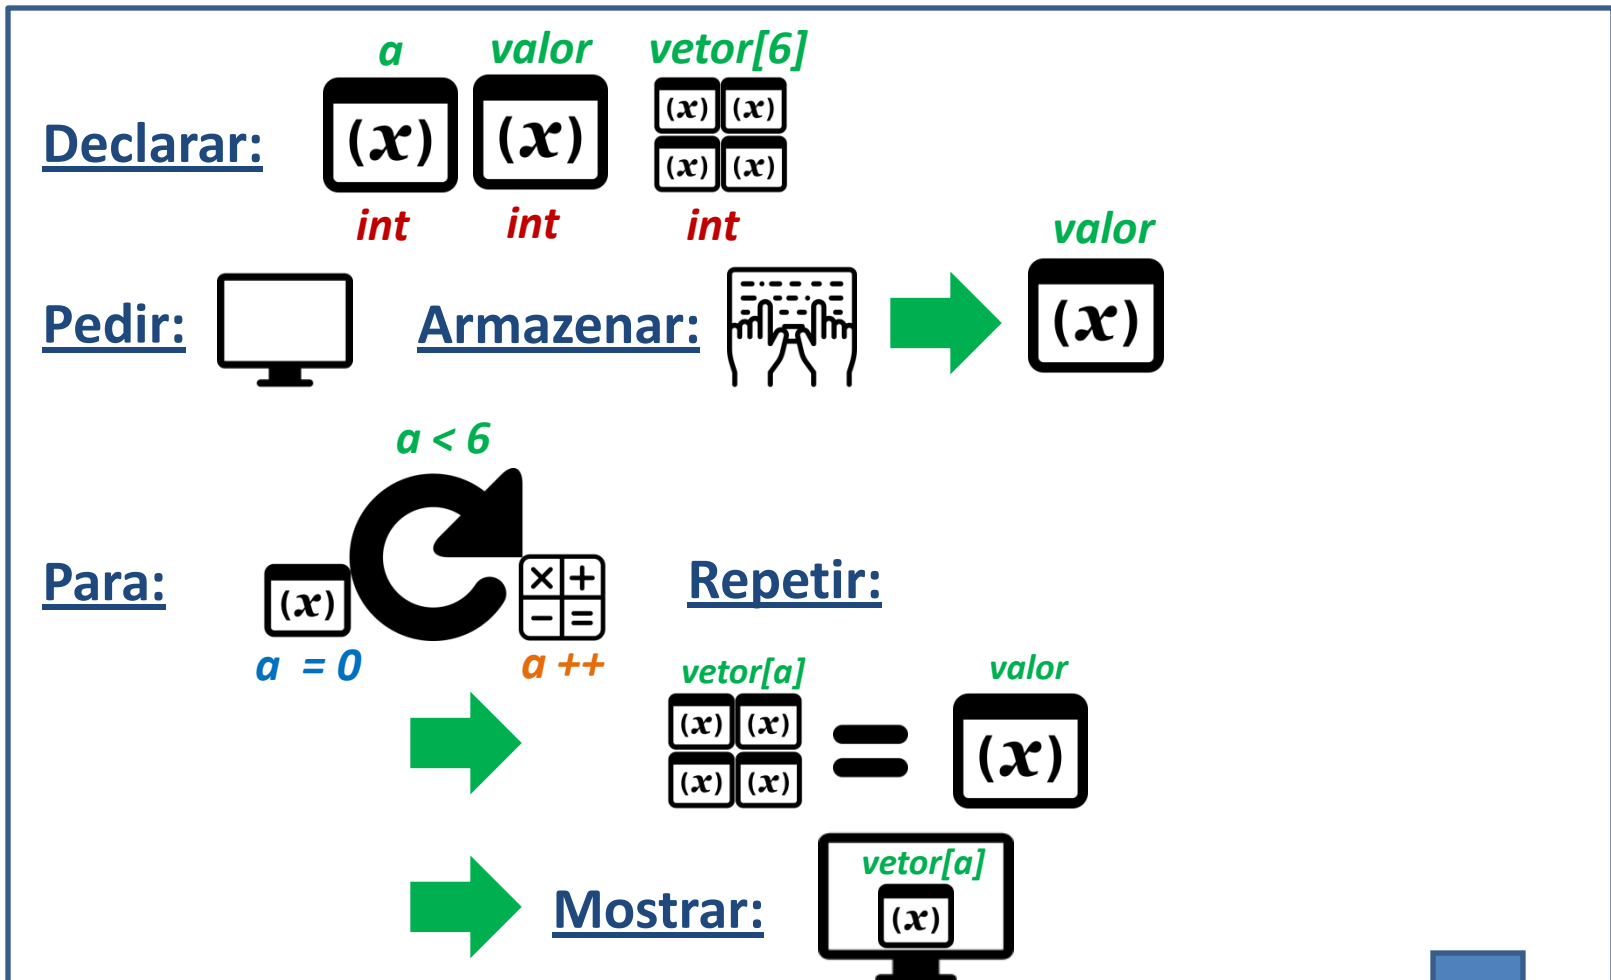 a valor vetor[6]
(x) (x) (x) (x)
Declarar:
(x) (x)
int int int
valor
Pedir: Armazenar: (x)
a < 6
Para: (x) × + Repetir:
− =
a = 0 a ++
vetor[a] valor
(x) (x) = (x)
(x) (x)
vetor[a]
Mostrar: (x)